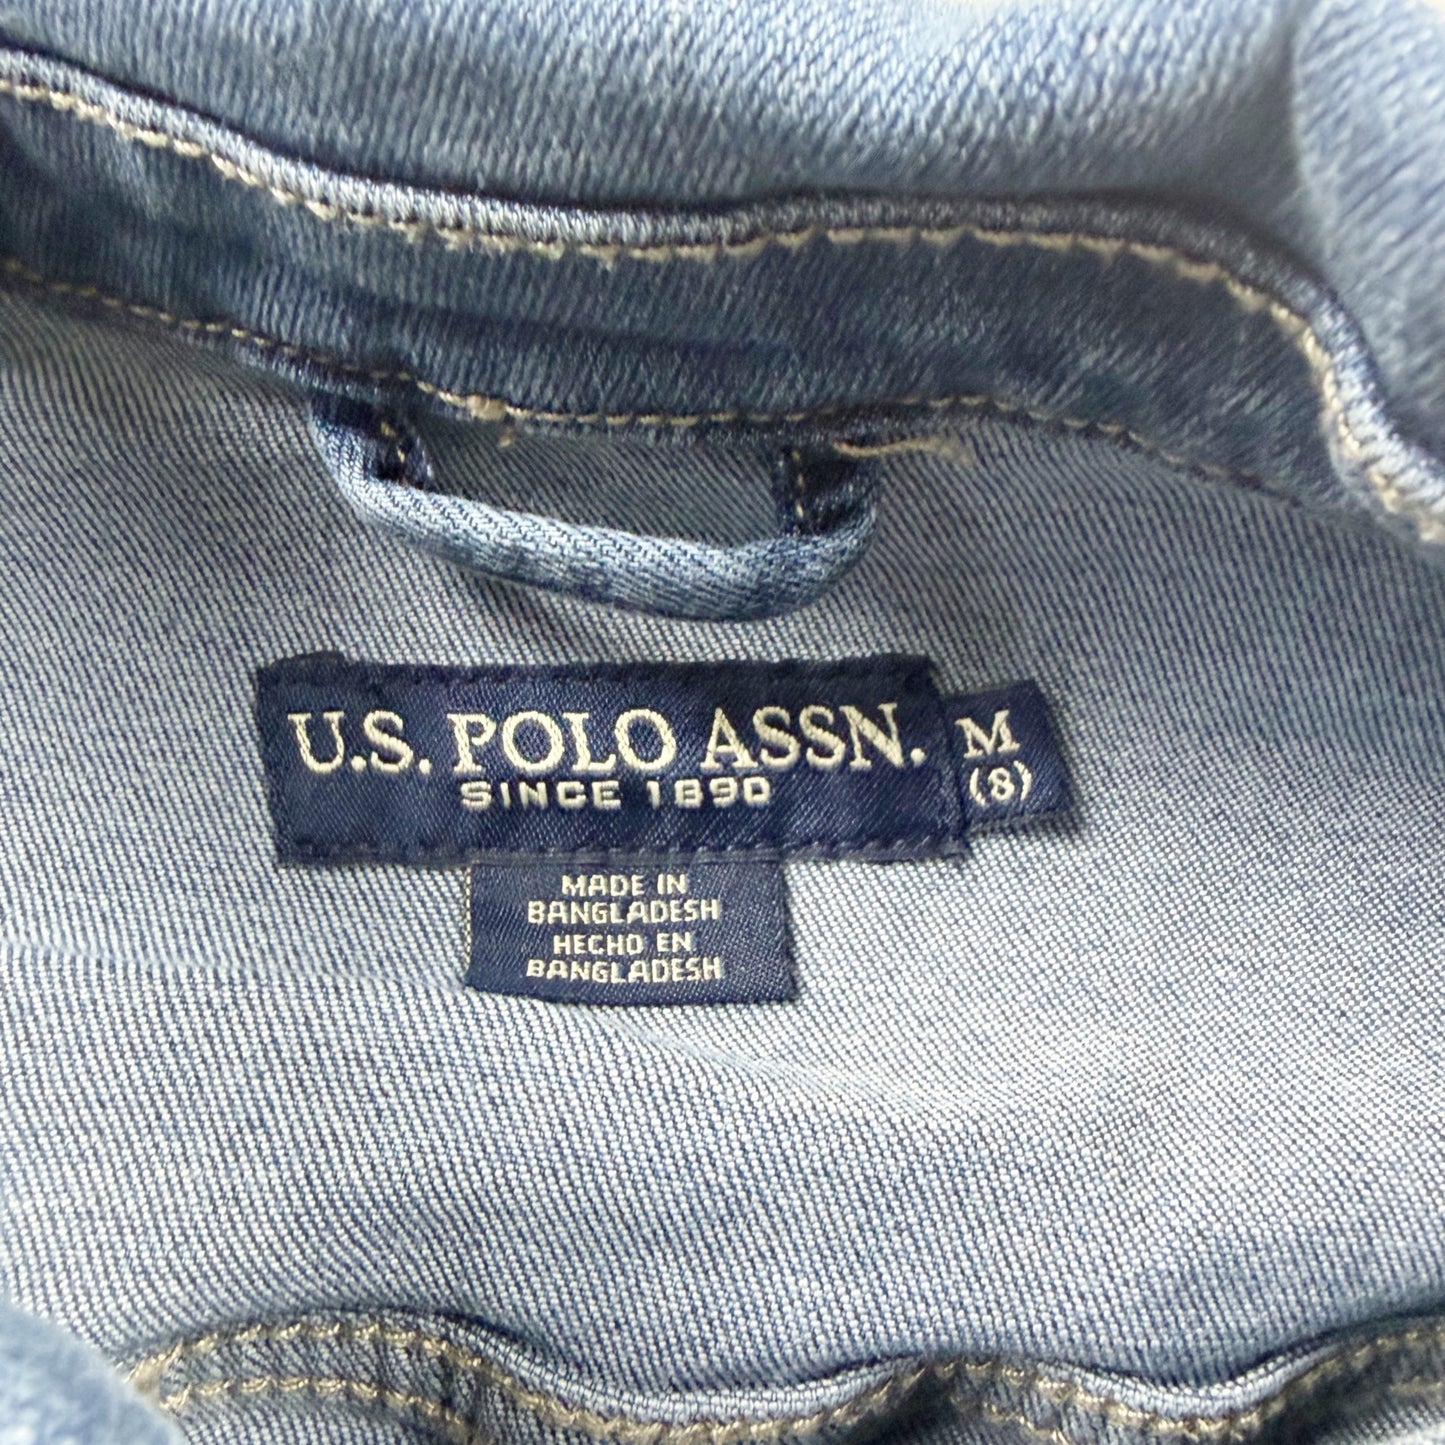 U.S. POLO ASSN.
SINCE 1890
M
(8)
MADE IN
BANGLADESH
HECHO EN
BANGLADESH